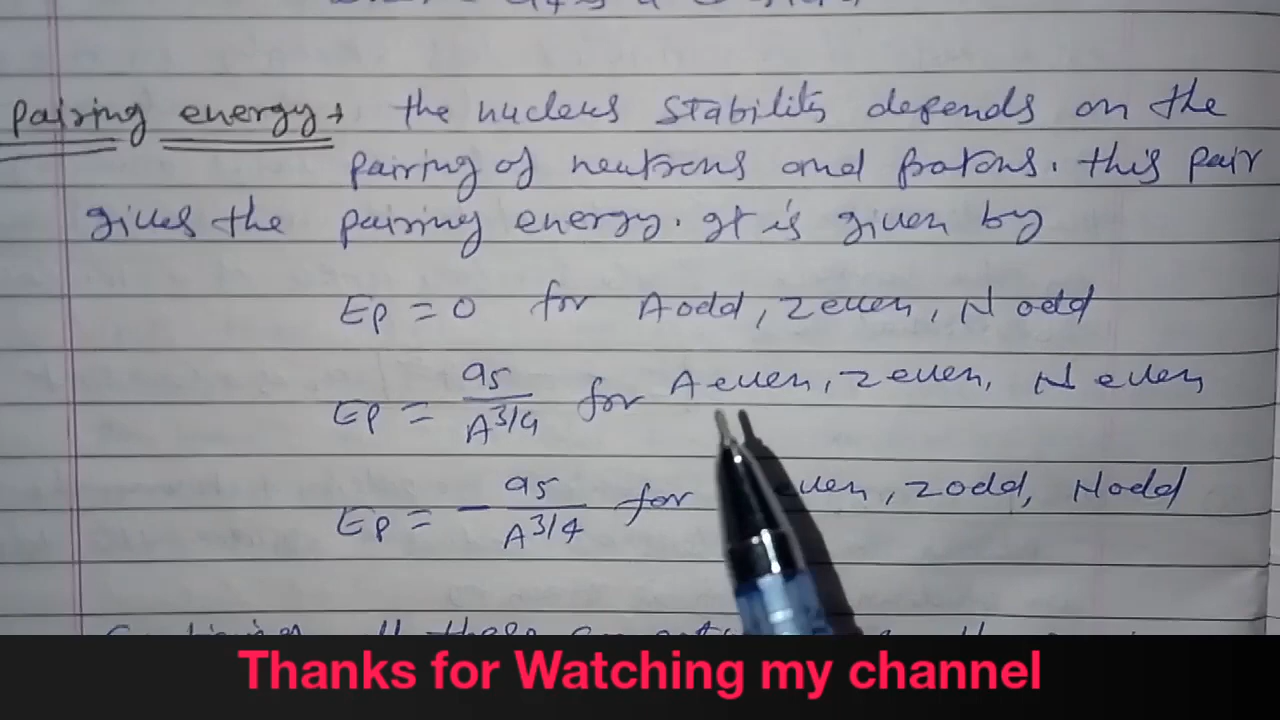 pairing energy → the nucleus stability depends on the
pairing of neutrons and protons. this pair
gives the pairing energy. It is given by
Ep = 0 for A odd, Z even, N odd
Ep = a5/A^3/4 for A even, Z even, N even
Ep = - a5/A^3/4 for even, Z odd, N odd
Thanks for Watching my channel